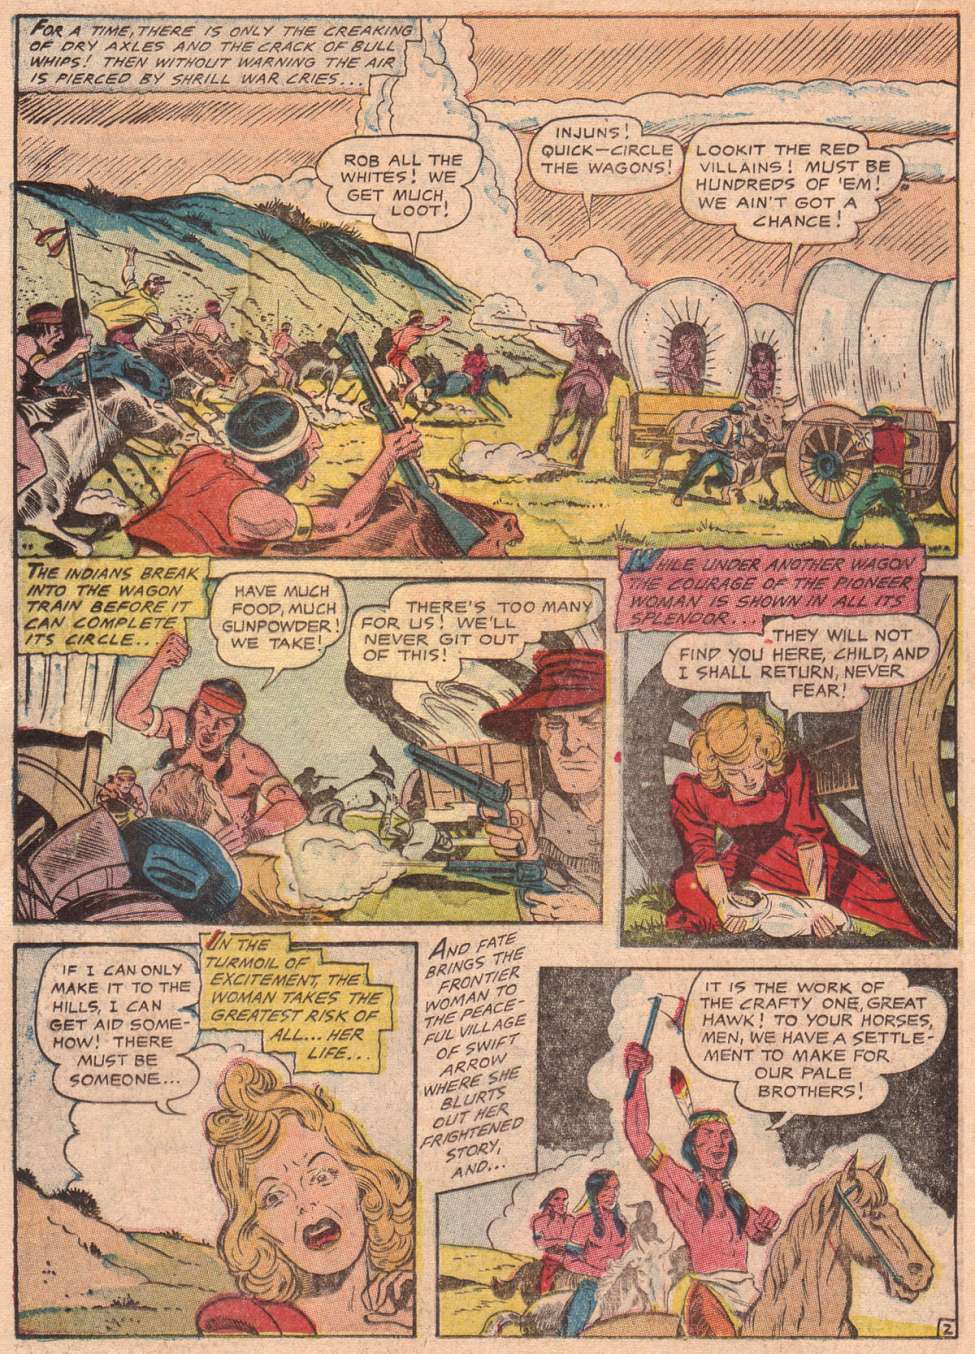 FOR A TIME, THERE IS ONLY THE CREAKING
OF DRY AXLES AND THE CRACK OF BULL
WHIPS! THEN WITHOUT WARNING THE AIR
IS PIERCED BY SHRILL WAR CRIES...
ROB ALL THE
WHITES! WE
GET MUCH
LOOT!
INJUNS!
QUICK—CIRCLE
THE WAGONS!
LOOKIT THE RED
VILLAINS! MUST BE
HUNDREDS OF 'EM!
WE AIN'T GOT A
CHANCE!
THE INDIANS BREAK
INTO THE WAGON
TRAIN BEFORE IT
CAN COMPLETE
ITS CIRCLE...
HAVE MUCH
FOOD, MUCH
GUNPOWDER!
WE TAKE!
THERE'S TOO MANY
FOR US! WE'LL
NEVER GIT OUT
OF THIS!
WHILE UNDER ANOTHER WAGON
THE COURAGE OF THE PIONEER
WOMAN IS SHOWN IN ALL ITS
SPLENDOR...
THEY WILL NOT
FIND YOU HERE, CHILD, AND
I SHALL RETURN, NEVER
FEAR!
IF I CAN ONLY
MAKE IT TO THE
HILLS, I CAN
GET AID SOME-
HOW! THERE
MUST BE
SOMEONE...
IN THE
TURMOIL OF
EXCITEMENT, THE
WOMAN TAKES THE
GREATEST RISK OF
ALL... HER
LIFE...
AND FATE
BRINGS THE
FRONTIER
WOMAN TO
THE PEACE-
FUL VILLAGE
OF SWIFT
ARROW
WHERE SHE
BLURTS
OUT HER
FRIGHTENED
STORY,
AND...
IT IS THE WORK OF
THE CRAFTY ONE, GREAT
HAWK! TO YOUR HORSES,
MEN, WE HAVE A SETTLE-
MENT TO MAKE FOR
OUR PALE
BROTHERS!
2